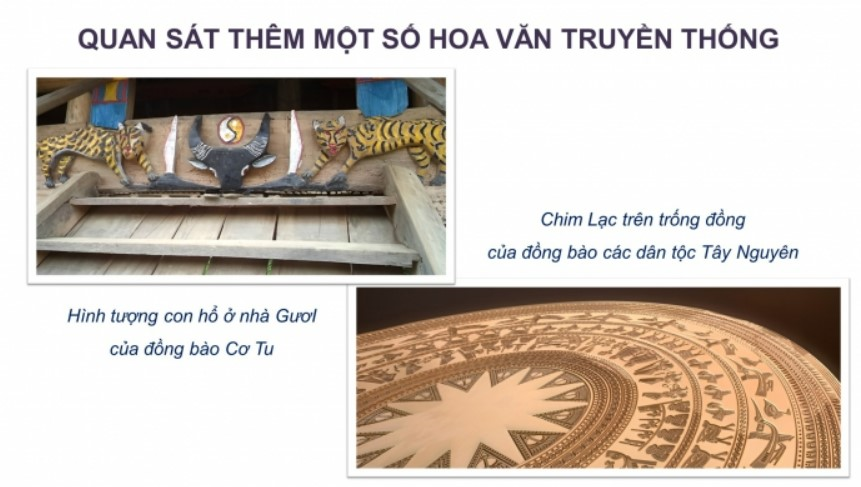 QUAN SÁT THÊM MỘT SỐ HOA VĂN TRUYỀN THỐNG
Chim Lạc trên trống đồng
của đồng bào các dân tộc Tây Nguyên
Hình tượng con hổ ở nhà Gươl
của đồng bào Cơ Tu